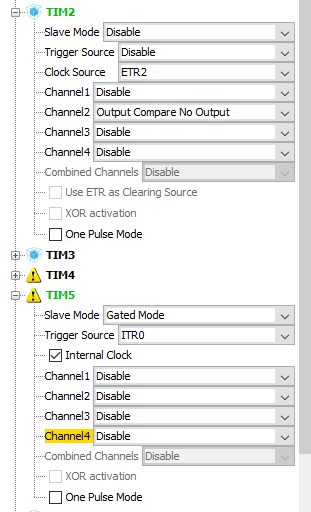 TIM2
Slave Mode Disable
Trigger Source Disable
Clock Source ETR2
Channel1 Disable
Channel2 Output Compare No Output
Channel3 Disable
Channel4 Disable
Combined Channels Disable
Use ETR as Clearing Source
XOR activation
One Pulse Mode
TIM3
TIM4
TIM5
Slave Mode Gated Mode
Trigger Source ITR0
Internal Clock
Channel1 Disable
Channel2 Disable
Channel3 Disable
Channel4 Disable
Combined Channels Disable
XOR activation
One Pulse Mode